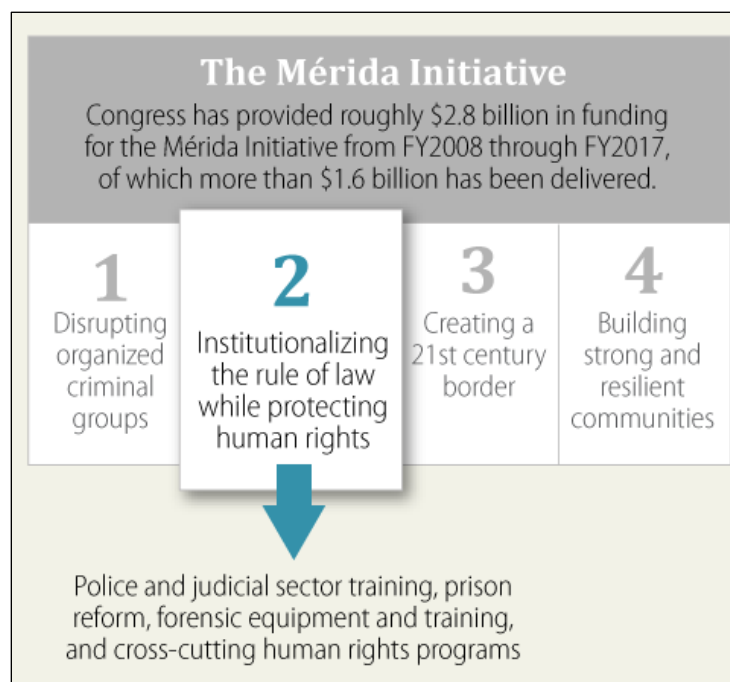 The Mérida Initiative
Congress has provided roughly $2.8 billion in funding
for the Mérida Initiative from FY2008 through FY2017,
of which more than $1.6 billion has been delivered.
1
Disrupting
organized
criminal
groups
2
Institutionalizing
the rule of law
while protecting
human rights
3
Creating a
21st century
border
4
Building
strong and
resilient
communities
Police and judicial sector training, prison
reform, forensic equipment and training,
and cross-cutting human rights programs